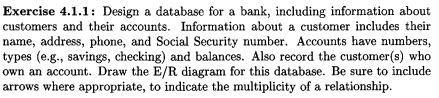 Exercise 4.1.1: Design a database for a bank, including information about
customers and their accounts. Information about a customer includes their
name, address, phone, and Social Security number. Accounts have numbers,
types (e.g., savings, checking) and balances. Also record the customer(s) who
own an account. Draw the E/R diagram for this database. Be sure to include
arrows where appropriate, to indicate the multiplicity of a relationship.